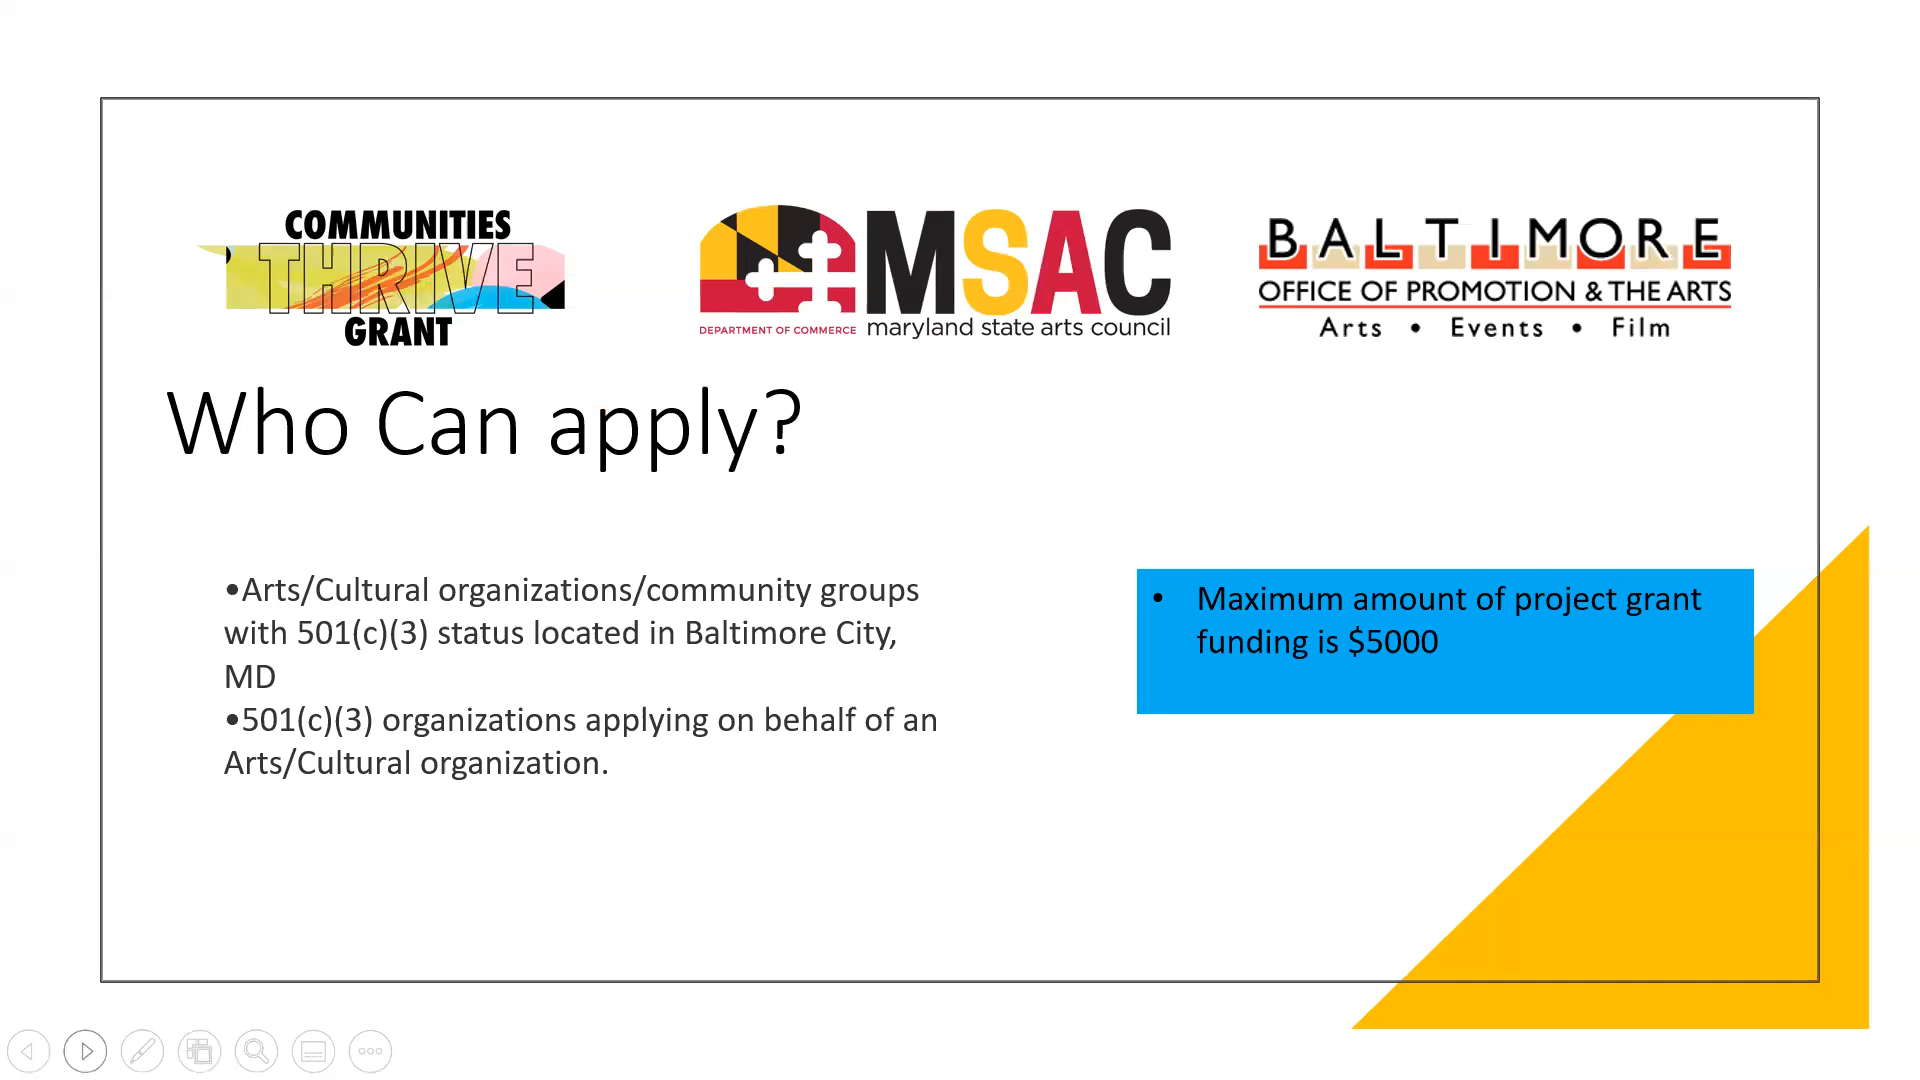 COMMUNITIES
THRIVE
GRANT
MSAC
DEPARTMENT OF COMMERCE
maryland state arts council
BALTIMORE
OFFICE OF PROMOTION & THE ARTS
Arts • Events • Film
Who Can apply?
•Arts/Cultural organizations/community groups
with 501(c)(3) status located in Baltimore City,
MD
•501(c)(3) organizations applying on behalf of an
Arts/Cultural organization.
• Maximum amount of project grant
funding is $5000